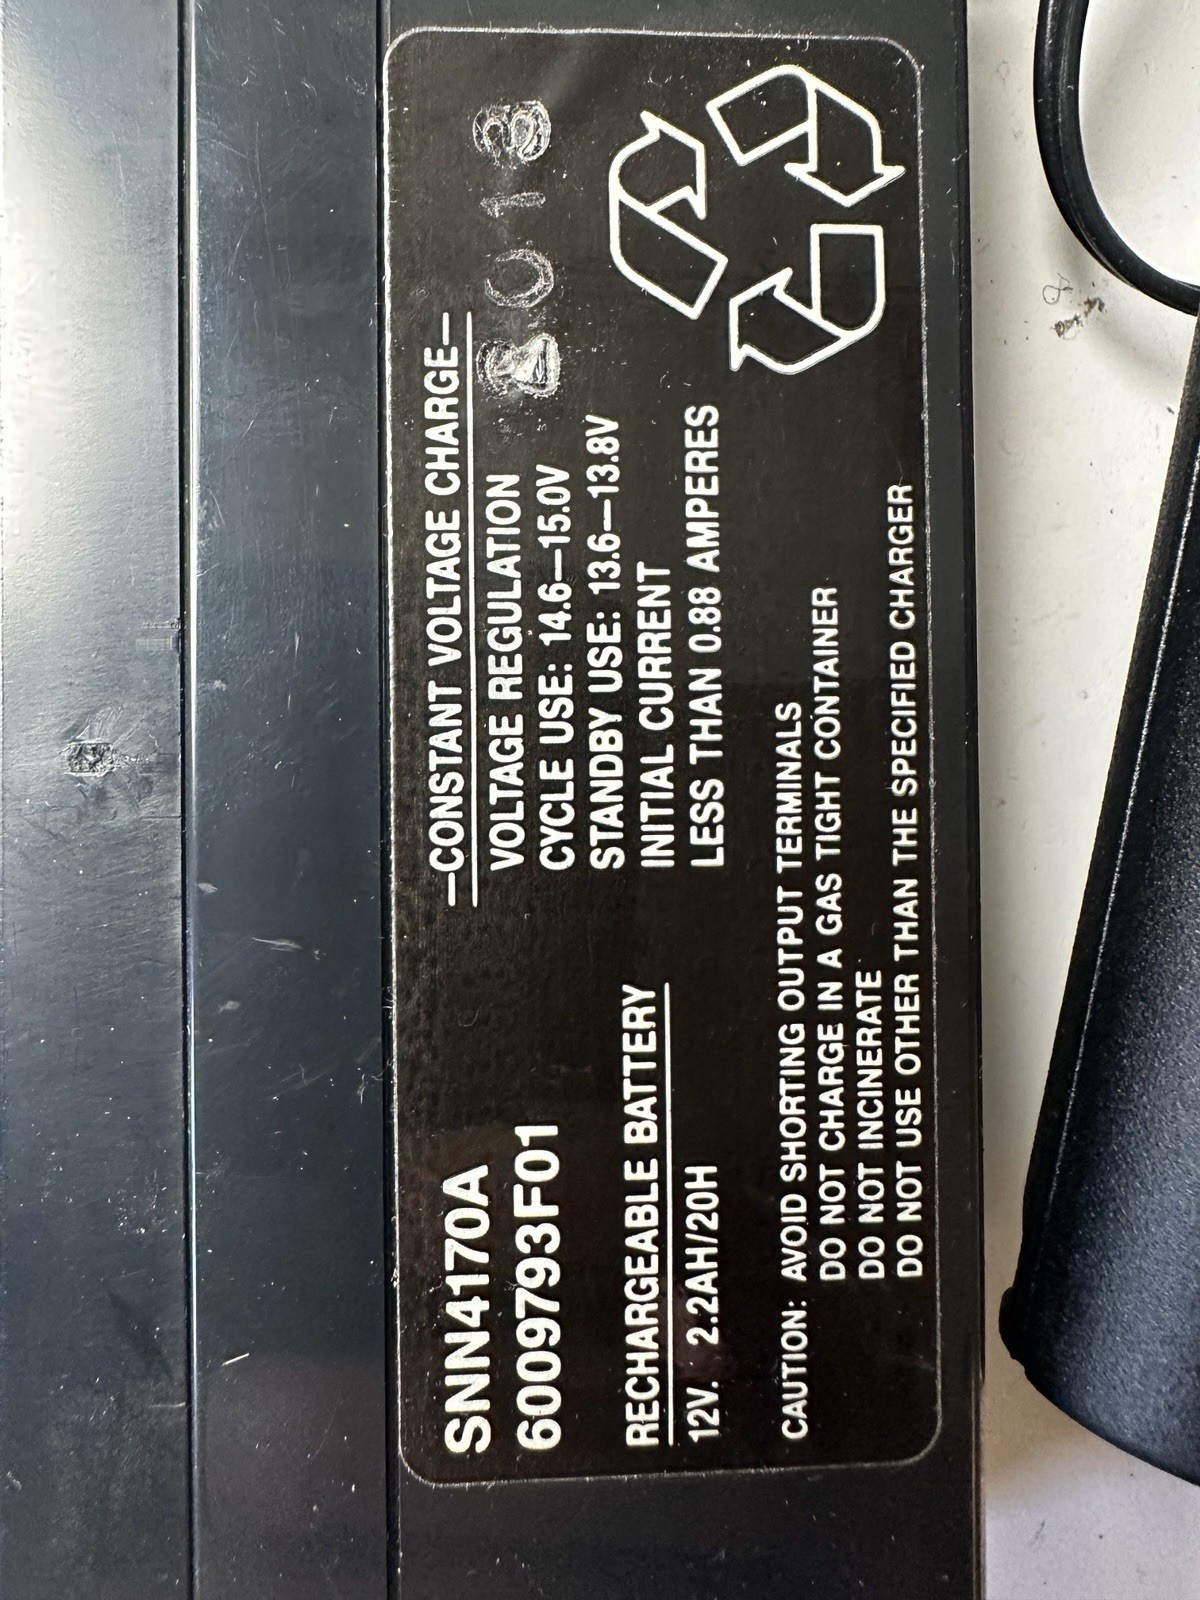 SNN4170A
6009793F01
RECHARGEABLE BATTERY
12V. 2.2AH/20H
—CONSTANT VOLTAGE CHARGE—
VOLTAGE REGULATION
CYCLE USE: 14.6—15.0V
STANDBY USE: 13.6—13.8V
INITIAL CURRENT
LESS THAN 0.88 AMPERES
CAUTION: AVOID SHORTING OUTPUT TERMINALS
DO NOT CHARGE IN A GAS TIGHT CONTAINER
DO NOT INCINERATE
DO NOT USE OTHER THAN THE SPECIFIED CHARGER